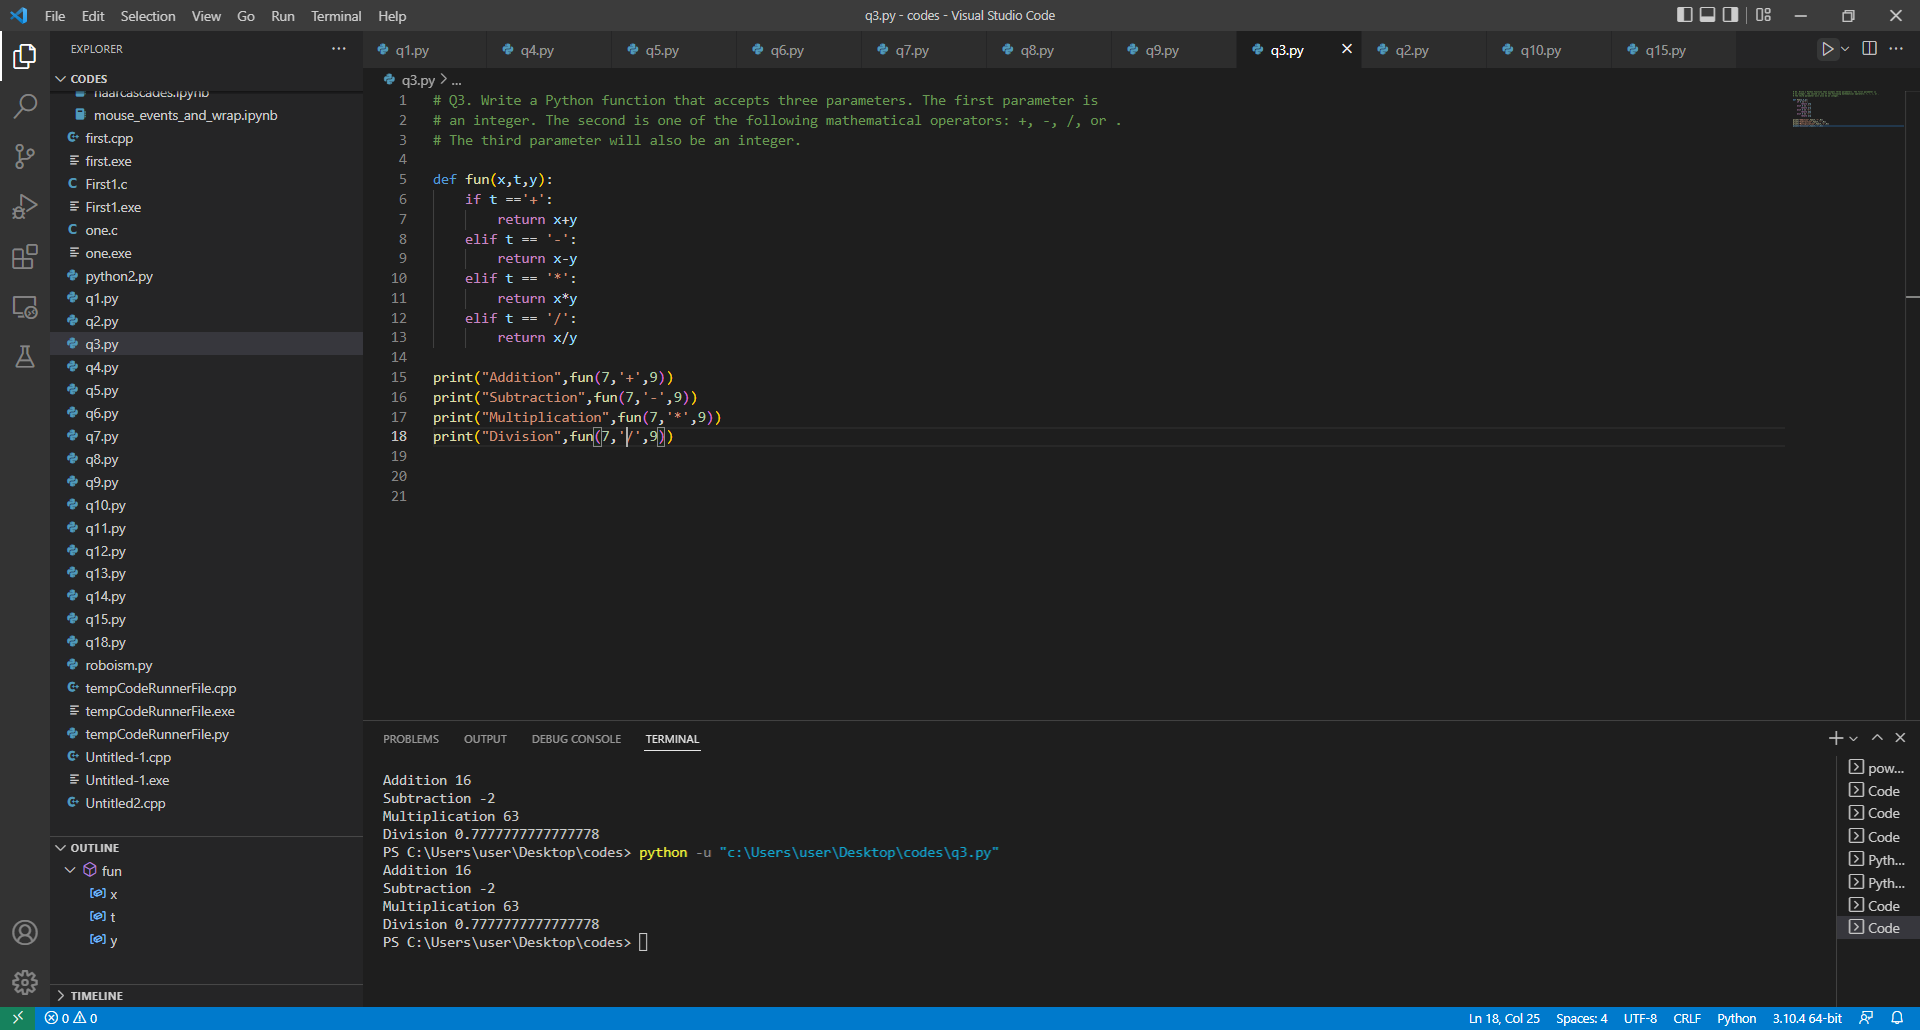 File Edit Selection View Go Run Terminal Help
q3.py - codes - Visual Studio Code
EXPLORER
CODES
haarcascades.ipynb
mouse_events_and_wrap.ipynb
first.cpp
first.exe
First1.c
First1.exe
one.c
one.exe
python2.py
q1.py
q2.py
q3.py
q4.py
q5.py
q6.py
q7.py
q8.py
q9.py
q10.py
q11.py
q12.py
q13.py
q14.py
q15.py
q18.py
roboism.py
tempCodeRunnerFile.cpp
tempCodeRunnerFile.exe
tempCodeRunnerFile.py
Untitled-1.cpp
Untitled-1.exe
Untitled2.cpp
OUTLINE
fun
x
t
y
TIMELINE
q1.py q4.py q5.py q6.py q7.py q8.py q9.py q3.py q2.py q10.py q15.py
q3.py > ...
1 # Q3. Write a Python function that accepts three parameters. The first parameter is
2 # an integer. The second is one of the following mathematical operators: +, -, /, or .
3 # The third parameter will also be an integer.
4
5 def fun(x,t,y):
6     if t =='+':
7         return x+y
8     elif t == '-':
9         return x-y
10     elif t == '*':
11         return x*y
12     elif t == '/':
13         return x/y
14
15 print("Addition",fun(7,'+',9))
16 print("Subtraction",fun(7,'-',9))
17 print("Multiplication",fun(7,'*',9))
18 print("Division",fun(7,'/',9))
19
20
21
PROBLEMS OUTPUT DEBUG CONSOLE TERMINAL
Addition 16
Subtraction -2
Multiplication 63
Division 0.7777777777777778
PS C:\Users\user\Desktop\codes> python -u "c:\Users\user\Desktop\codes\q3.py"
Addition 16
Subtraction -2
Multiplication 63
Division 0.7777777777777778
PS C:\Users\user\Desktop\codes>
pow...
Code
Code
Code
Pyth...
Pyth...
Code
Code
0 0
Ln 18, Col 25 Spaces: 4 UTF-8 CRLF Python 3.10.4 64-bit